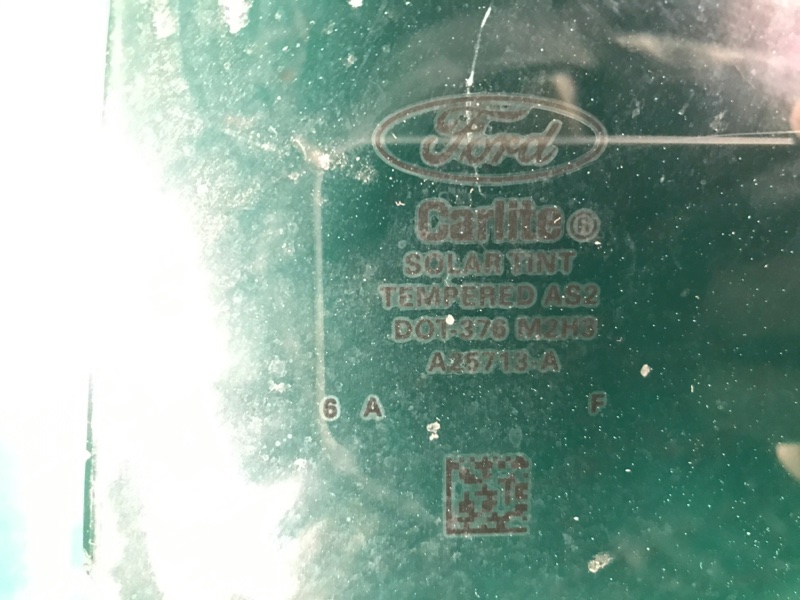 Ford
Carlite®
SOLAR TINT
TEMPERED AS2
DOT-376 M2H3
A25713-A
6 A F